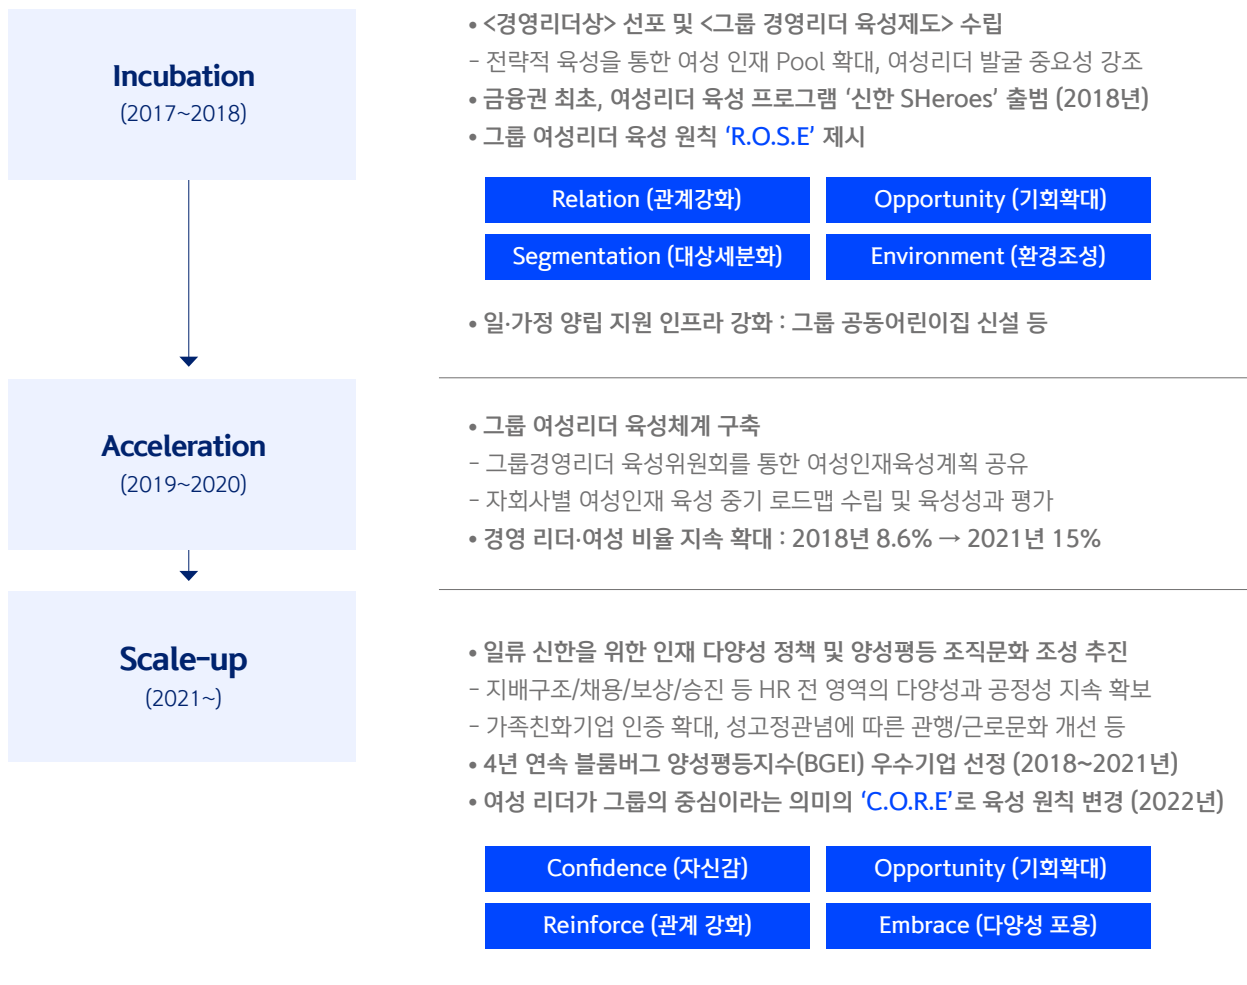 Incubation
(2017~2018)
• <경영리더상> 선포 및 <그룹 경영리더 육성제도> 수립
- 전략적 육성을 통한 여성 인재 Pool 확대, 여성리더 발굴 중요성 강조
• 금융권 최초, 여성리더 육성 프로그램 ‘신한 SHeroes’ 출범 (2018년)
• 그룹 여성리더 육성 원칙 ‘R.O.S.E’ 제시
Relation (관계강화)
Opportunity (기회확대)
Segmentation (대상세분화)
Environment (환경조성)
• 일·가정 양립 지원 인프라 강화 : 그룹 공동어린이집 신설 등
Acceleration
(2019~2020)
• 그룹 여성리더 육성체계 구축
- 그룹경영리더 육성위원회를 통한 여성인재육성계획 공유
- 자회사별 여성인재 육성 중기 로드맵 수립 및 육성성과 평가
• 경영 리더·여성 비율 지속 확대 : 2018년 8.6% → 2021년 15%
Scale-up
(2021~)
• 일류 신한을 위한 인재 다양성 정책 및 양성평등 조직문화 조성 추진
- 지배구조/채용/보상/승진 등 HR 전 영역의 다양성과 공정성 지속 확보
- 가족친화기업 인증 확대, 성고정관념에 따른 관행/근로문화 개선 등
• 4년 연속 블룸버그 양성평등지수(BGEI) 우수기업 선정 (2018~2021년)
• 여성 리더가 그룹의 중심이라는 의미의 ‘C.O.R.E’로 육성 원칙 변경 (2022년)
Confidence (자신감)
Opportunity (기회확대)
Reinforce (관계 강화)
Embrace (다양성 포용)